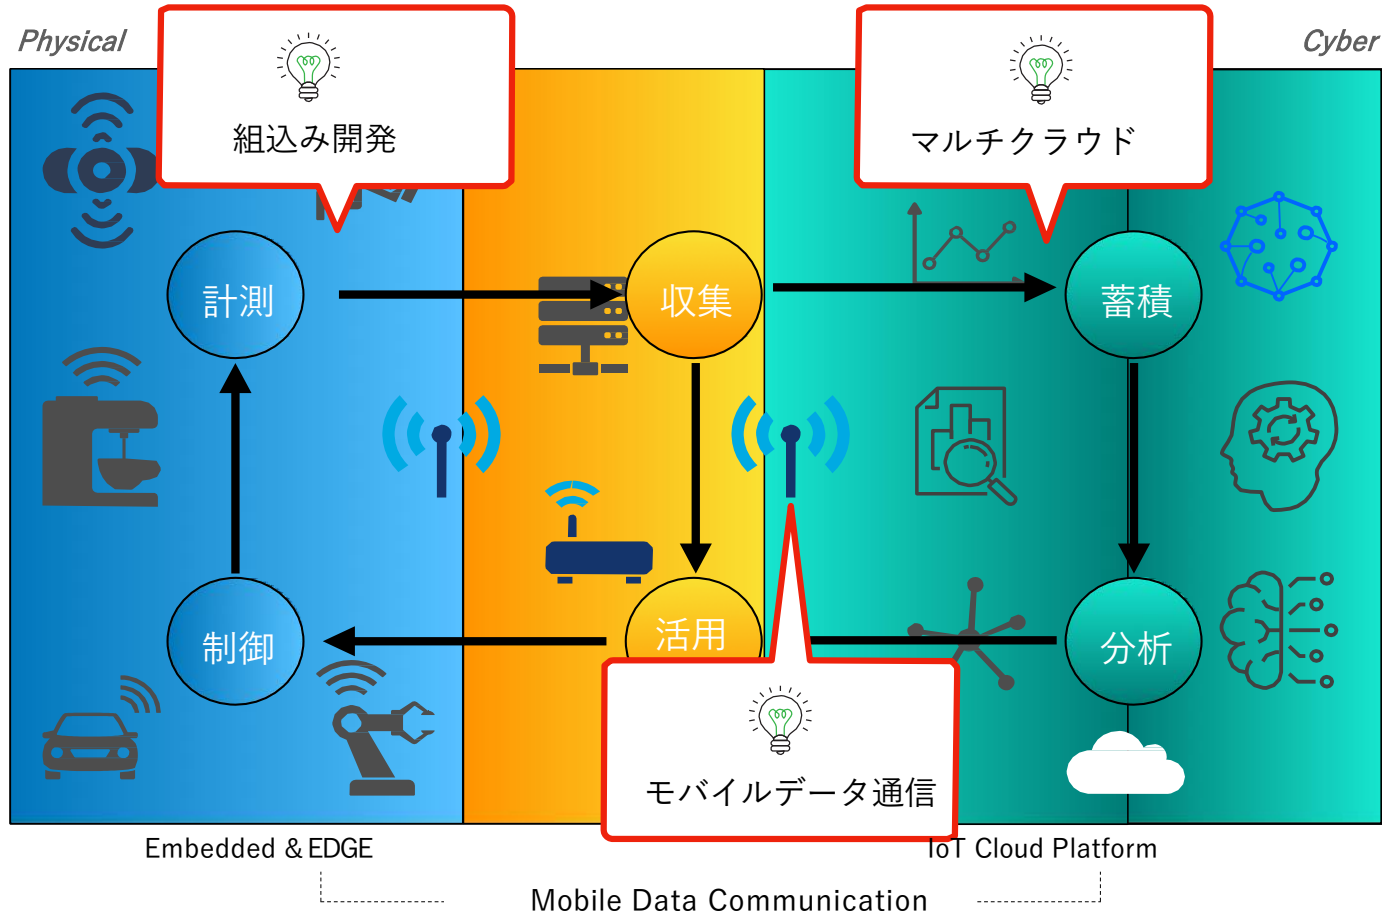 Physical
Cyber
組込み開発
マルチクラウド
計測
収集
蓄積
制御
活用
分析
モバイルデータ通信
Embedded & EDGE
IoT Cloud Platform
Mobile Data Communication